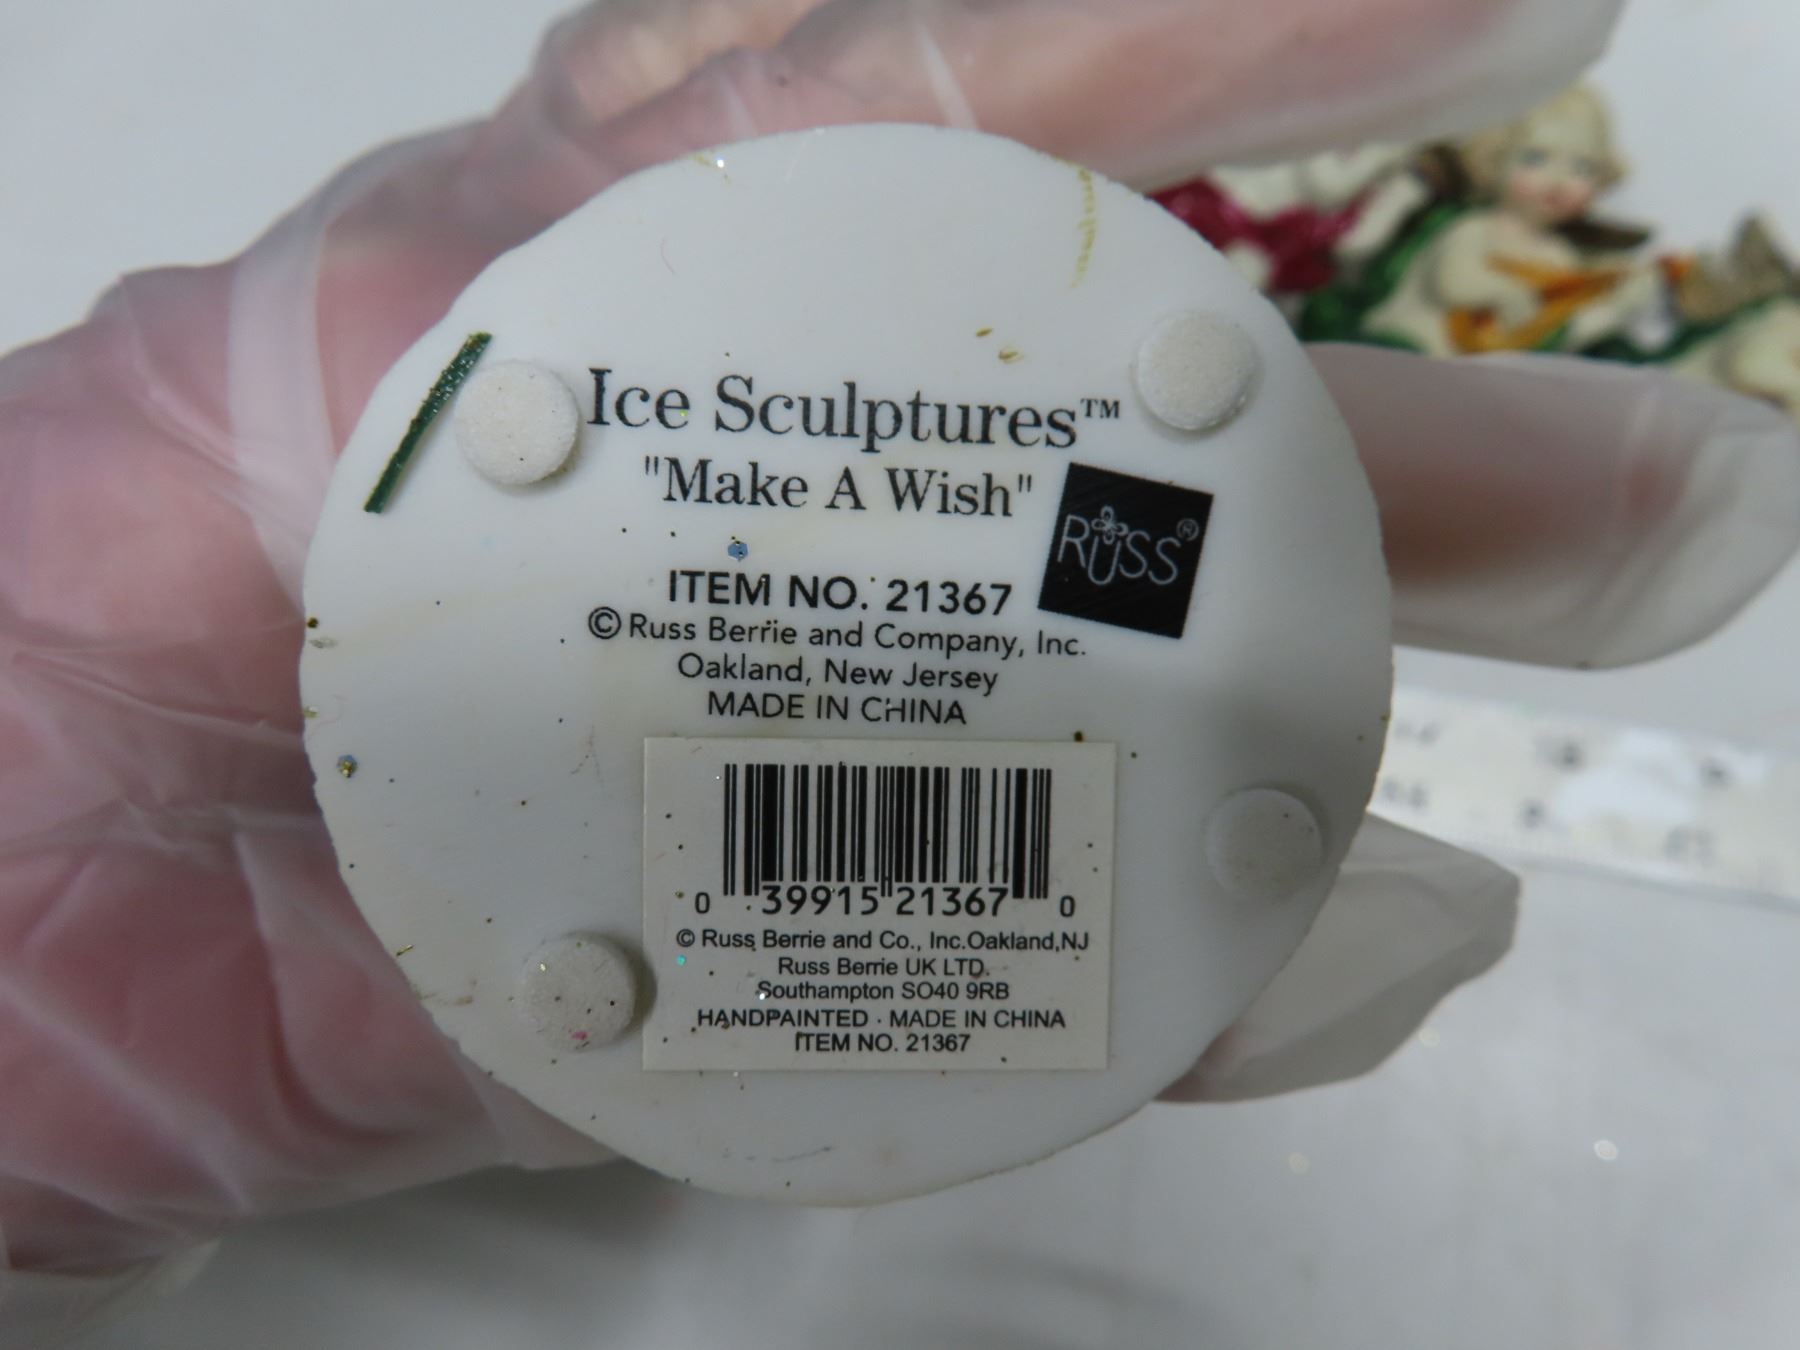 Ice Sculptures™
"Make A Wish"
RUSS®
ITEM NO. 21367
© Russ Berrie and Company, Inc.
Oakland, New Jersey
MADE IN CHINA
0 39915 21367 0
© Russ Berrie and Co., Inc.Oakland,NJ
Russ Berrie UK LTD.
Southampton SO40 9RB
HANDPAINTED · MADE IN CHINA
ITEM NO. 21367